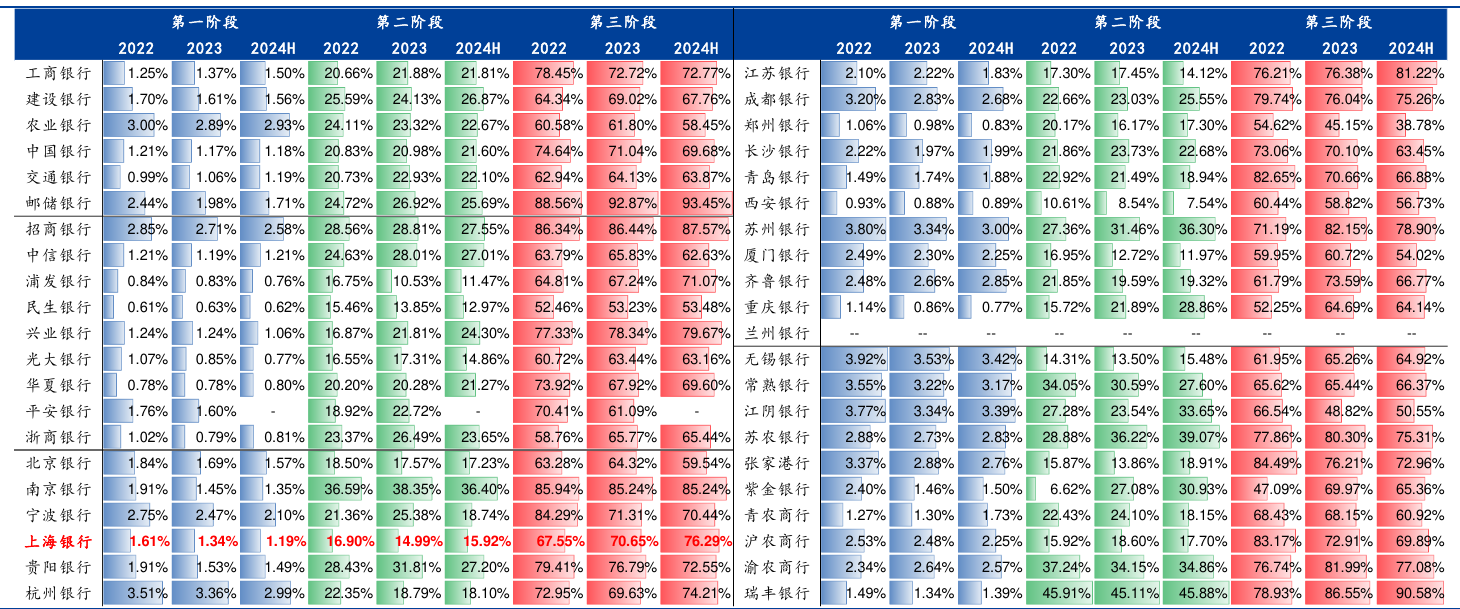 第一阶段 第二阶段 第三阶段 第一阶段 第二阶段 第三阶段
2022 2023 2024H 2022 2023 2024H 2022 2023 2024H 2022 2023 2024H 2022 2023 2024H 2022 2023 2024H
工商银行 1.25% 1.37% 1.50% 20.66% 21.88% 21.81% 78.45% 72.72% 72.77% 江苏银行 2.10% 2.22% 1.83% 17.30% 17.45% 14.12% 76.21% 76.38% 81.22%
建设银行 1.70% 1.61% 1.56% 25.59% 24.13% 26.87% 64.34% 69.02% 67.76% 成都银行 3.20% 2.83% 2.68% 22.66% 23.03% 25.55% 79.74% 76.04% 75.26%
农业银行 3.00% 2.89% 2.93% 24.11% 23.32% 22.67% 60.58% 61.80% 58.45% 郑州银行 1.06% 0.98% 0.83% 20.17% 16.17% 17.30% 54.62% 45.15% 38.78%
中国银行 1.21% 1.17% 1.18% 20.83% 20.98% 21.60% 74.64% 71.04% 69.68% 长沙银行 2.22% 1.97% 1.99% 21.86% 23.73% 22.68% 73.06% 70.10% 63.45%
交通银行 0.99% 1.06% 1.19% 20.73% 22.93% 22.10% 62.94% 64.13% 63.87% 青岛银行 1.49% 1.74% 1.88% 22.92% 21.49% 18.94% 82.65% 70.66% 66.88%
邮储银行 2.44% 1.98% 1.71% 24.72% 26.92% 25.69% 88.56% 92.87% 93.45% 西安银行 0.93% 0.88% 0.89% 10.61% 8.54% 7.54% 60.44% 58.82% 56.73%
招商银行 2.85% 2.71% 2.58% 28.56% 28.81% 27.55% 86.34% 86.44% 87.57% 苏州银行 3.80% 3.34% 3.00% 27.36% 31.46% 36.30% 71.19% 82.15% 78.90%
中信银行 1.21% 1.19% 1.21% 24.63% 28.01% 27.01% 63.79% 65.83% 62.63% 厦门银行 2.49% 2.30% 2.25% 16.95% 12.72% 11.97% 59.95% 60.72% 54.02%
浦发银行 0.84% 0.83% 0.76% 16.75% 10.53% 11.47% 64.81% 67.24% 71.07% 齐鲁银行 2.48% 2.66% 2.85% 21.85% 19.59% 19.32% 61.79% 73.59% 66.77%
民生银行 0.61% 0.63% 0.62% 15.46% 13.85% 12.97% 52.46% 53.23% 53.48% 重庆银行 1.14% 0.86% 0.77% 15.72% 21.89% 28.86% 52.25% 64.69% 64.14%
兴业银行 1.24% 1.24% 1.06% 16.87% 21.81% 24.30% 77.33% 78.34% 79.67% 兰州银行 -- -- -- -- -- -- -- -- --
光大银行 1.07% 0.85% 0.77% 16.55% 17.31% 14.86% 60.72% 63.44% 63.16% 无锡银行 3.92% 3.53% 3.42% 14.31% 13.50% 15.48% 61.95% 65.26% 64.92%
华夏银行 0.78% 0.78% 0.80% 20.20% 20.28% 21.27% 73.92% 67.92% 69.60% 常熟银行 3.55% 3.22% 3.17% 34.05% 30.59% 27.60% 65.62% 65.44% 66.37%
平安银行 1.76% 1.60% - 18.92% 22.72% - 70.41% 61.09% - 江阴银行 3.77% 3.34% 3.39% 27.28% 23.54% 33.65% 66.54% 48.82% 50.55%
浙商银行 1.02% 0.79% 0.81% 23.37% 26.49% 23.65% 58.76% 65.77% 65.44% 苏农银行 2.88% 2.73% 2.83% 28.88% 36.22% 39.07% 77.86% 80.30% 75.31%
北京银行 1.84% 1.69% 1.57% 18.50% 17.57% 17.23% 63.28% 64.32% 59.54% 张家港行 3.37% 2.88% 2.76% 15.87% 13.86% 18.91% 84.49% 76.21% 72.96%
南京银行 1.91% 1.45% 1.35% 36.59% 38.35% 36.40% 85.94% 85.24% 85.24% 紫金银行 2.40% 1.46% 1.50% 6.62% 27.08% 30.93% 47.09% 69.97% 65.36%
宁波银行 2.75% 2.47% 2.10% 21.36% 25.38% 18.74% 84.29% 71.31% 70.44% 青农商行 1.27% 1.30% 1.73% 22.43% 24.10% 18.15% 68.43% 68.15% 60.92%
上海银行 1.61% 1.34% 1.19% 16.90% 14.99% 15.92% 67.55% 70.65% 76.29% 沪农商行 2.53% 2.48% 2.25% 15.92% 18.60% 17.70% 83.17% 72.91% 69.89%
贵阳银行 1.91% 1.53% 1.49% 28.43% 31.81% 27.20% 79.41% 76.79% 72.55% 渝农商行 2.34% 2.64% 2.57% 37.24% 34.15% 34.86% 76.74% 81.99% 77.08%
杭州银行 3.51% 3.36% 2.99% 22.35% 18.79% 18.10% 72.95% 69.63% 74.21% 瑞丰银行 1.49% 1.34% 1.39% 45.91% 45.11% 45.88% 78.93% 86.55% 90.58%